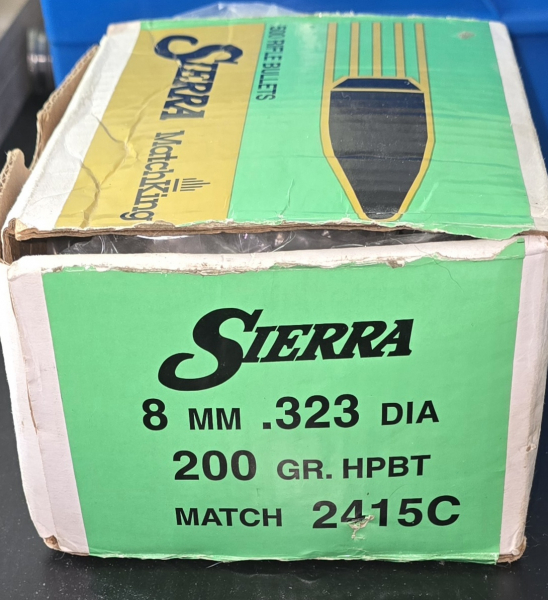 500 RIFLE BULLETS
SIERRA
MatchKing
SIERRA
8 MM .323 DIA
200 GR. HPBT
MATCH 2415C